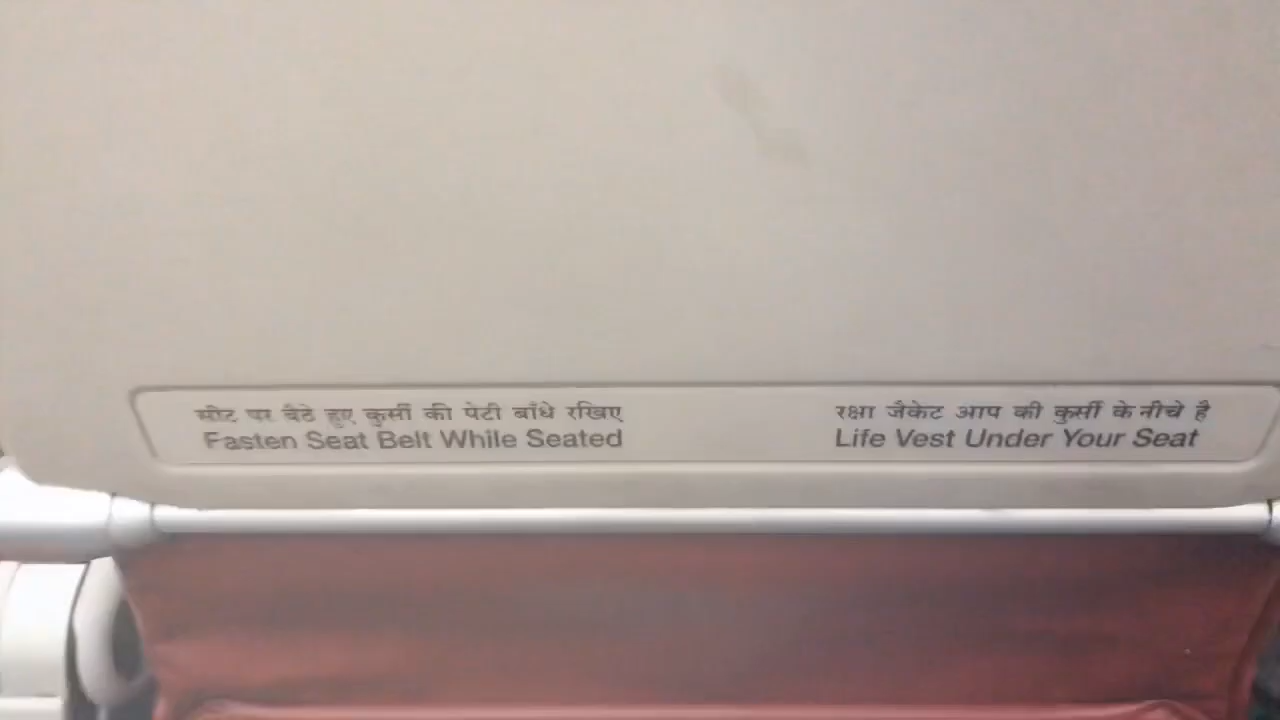 सीट पर बैठे हुए कुर्सी की पेटी बाँधे रखिए
Fasten Seat Belt While Seated
रक्षा जैकेट आप की कुर्सी के नीचे है
Life Vest Under Your Seat